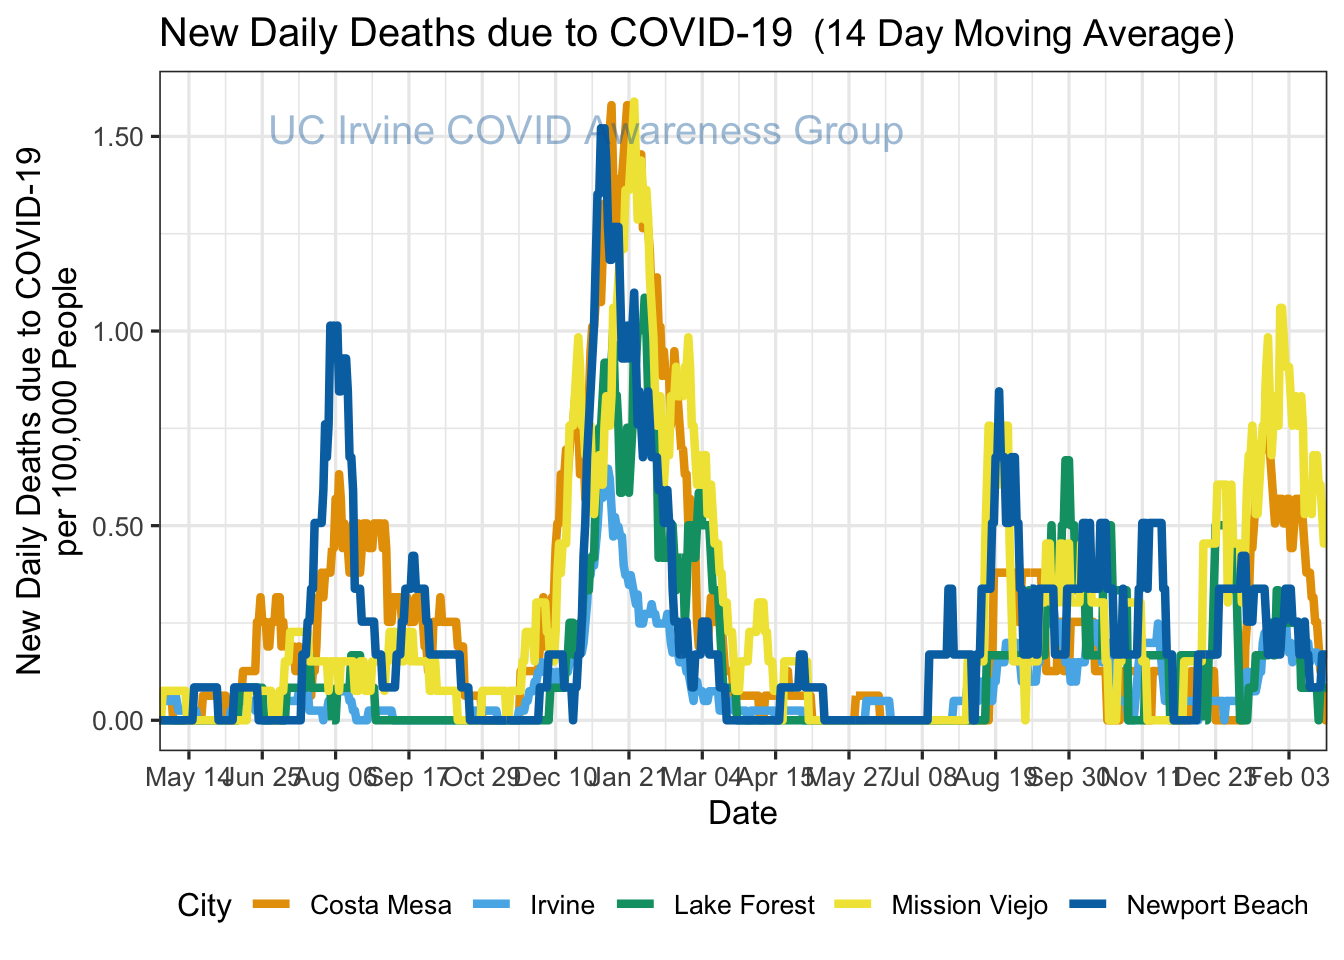 New Daily Deaths due to COVID-19 (14 Day Moving Average)
UC Irvine COVID Awareness Group
New Daily Deaths due to COVID-19
per 100,000 People
1.50
1.00
0.50
0.00
May 14 Jun 25 Aug 06 Sep 17 Oct 29 Dec 10 Jan 21 Mar 04 Apr 15 May 27 Jul 08 Aug 19 Sep 30 Nov 11 Dec 23 Feb 03
Date
City Costa Mesa Irvine Lake Forest Mission Viejo Newport Beach